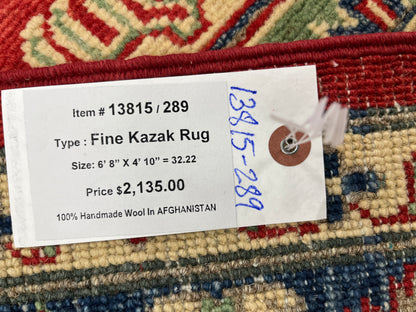 Item # 13815 / 289
Type : Fine Kazak Rug
Size: 6' 8" X 4' 10" = 32.22
Price $2,135.00
100% Handmade Wool In AFGHANISTAN
13815-289